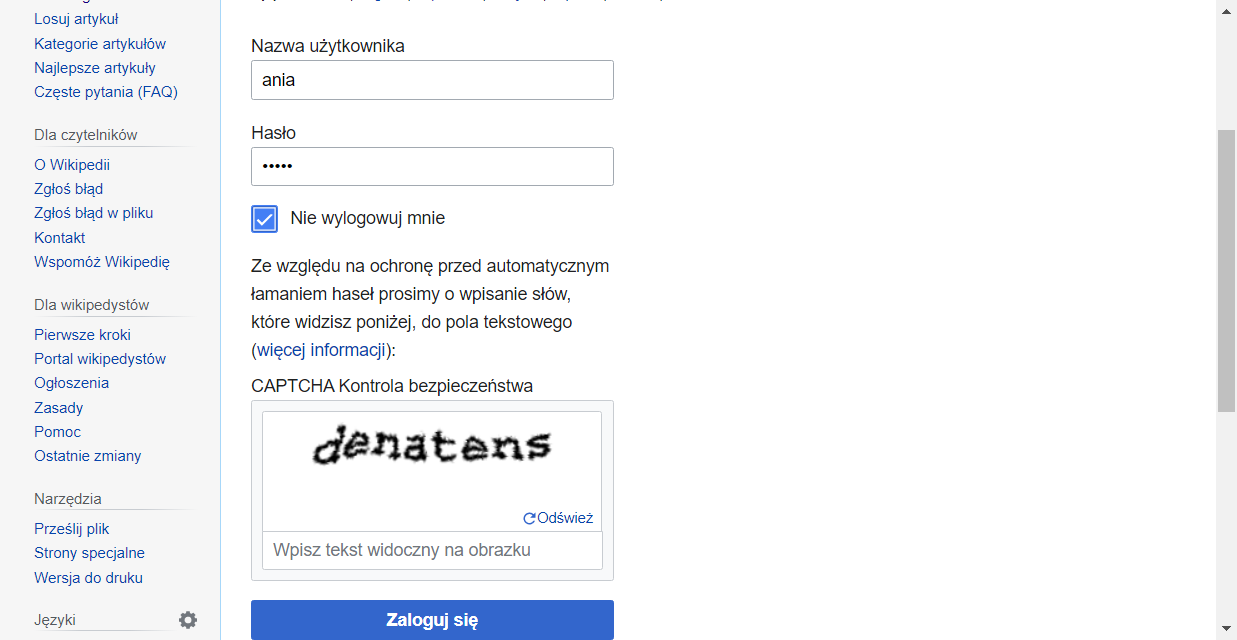 Losuj artykuł
Kategorie artykułów
Najlepsze artykuły
Częste pytania (FAQ)
Dla czytelników
O Wikipedii
Zgłoś błąd
Zgłoś błąd w pliku
Kontakt
Wspomóż Wikipedię
Dla wikipedystów
Pierwsze kroki
Portal wikipedystów
Ogłoszenia
Zasady
Pomoc
Ostatnie zmiany
Narzędzia
Prześlij plik
Strony specjalne
Wersja do druku
Języki
Nazwa użytkownika
ania
Hasło
•••••
Nie wylogowuj mnie
Ze względu na ochronę przed automatycznym
łamaniem haseł prosimy o wpisanie słów,
które widzisz poniżej, do pola tekstowego
(więcej informacji):
CAPTCHA Kontrola bezpieczeństwa
denatens
Odśwież
Wpisz tekst widoczny na obrazku
Zaloguj się